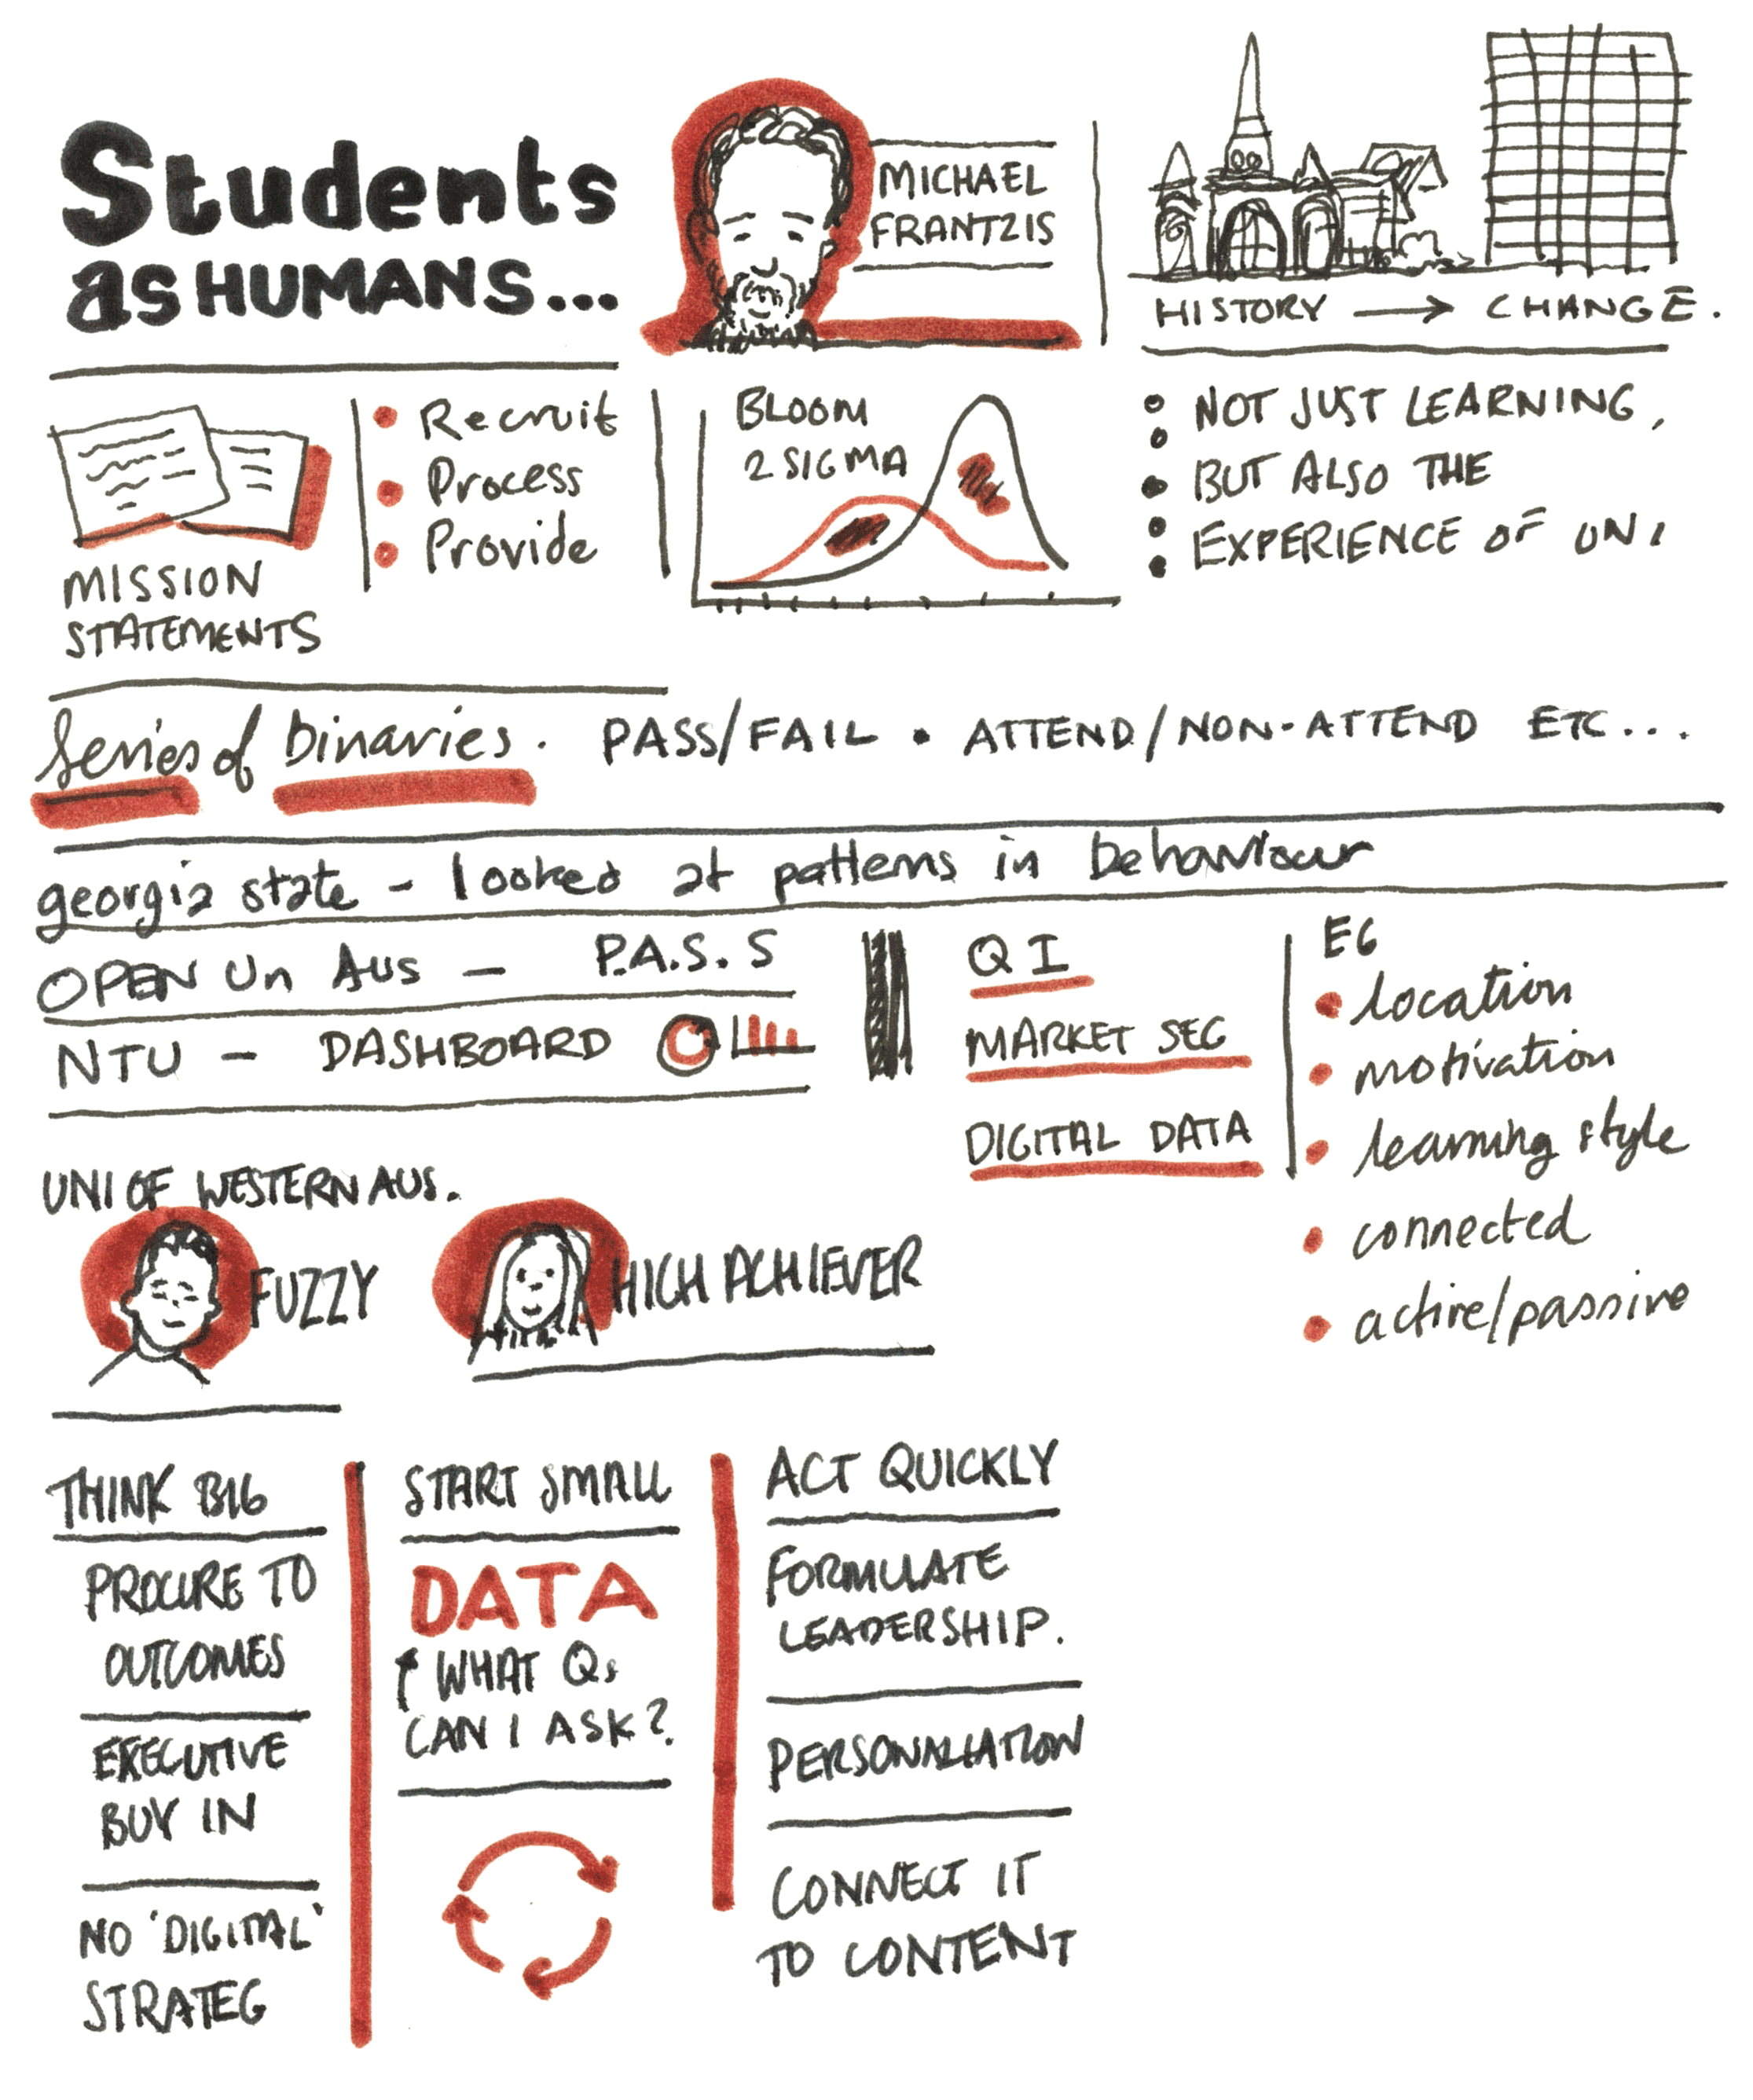 Students
as HUMANS...
MICHAEL
FRANTZIS
HISTORY → CHANGE.
MISSION
STATEMENTS
• Recruit
• Process
• Provide
BLOOM
2 SIGMA
NOT JUST LEARNING,
BUT ALSO THE
EXPERIENCE OF UNI
Series of binaries. PASS/FAIL • ATTEND/NON-ATTEND ETC...
georgia state - looked at patterns in behaviour
OPEN Un Aus - P.A.S.S
NTU - DASHBOARD
QI
MARKET SEG
DIGITAL DATA
EG
• location
• motivation
• learning style
• connected
• active/passive
UNI OF WESTERN AUS.
FUZZY
HIGH ACHIEVER
THINK BIG
PROCURE TO
OUTCOMES
EXECUTIVE
BUY IN
NO 'DIGITAL'
STRATEG
START SMALL
DATA
↑ WHAT Qs
CAN I ASK?
ACT QUICKLY
FORMULATE
LEADERSHIP.
PERSONALIATION
CONNECT IT
TO CONTENT